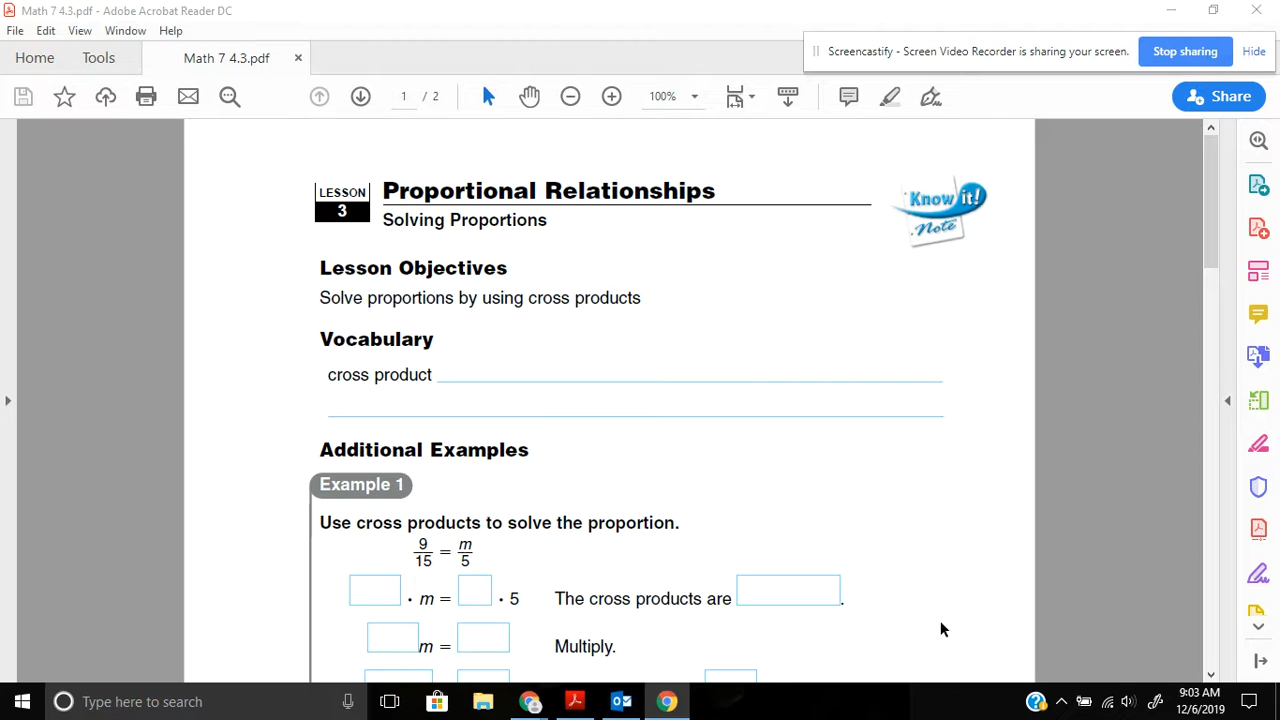 Math 7 4.3.pdf - Adobe Acrobat Reader DC
File Edit View Window Help
Home Tools Math 7 4.3.pdf ×
Screencastify - Screen Video Recorder is sharing your screen. Stop sharing Hide
1 / 2 100% Share
LESSON
3
Proportional Relationships
Solving Proportions
Know it!
Note
Lesson Objectives
Solve proportions by using cross products
Vocabulary
cross product
Additional Examples
Example 1
Use cross products to solve the proportion.
9/15 = m/5
· m = · 5 The cross products are .
m = Multiply.
Type here to search
9:03 AM
12/6/2019